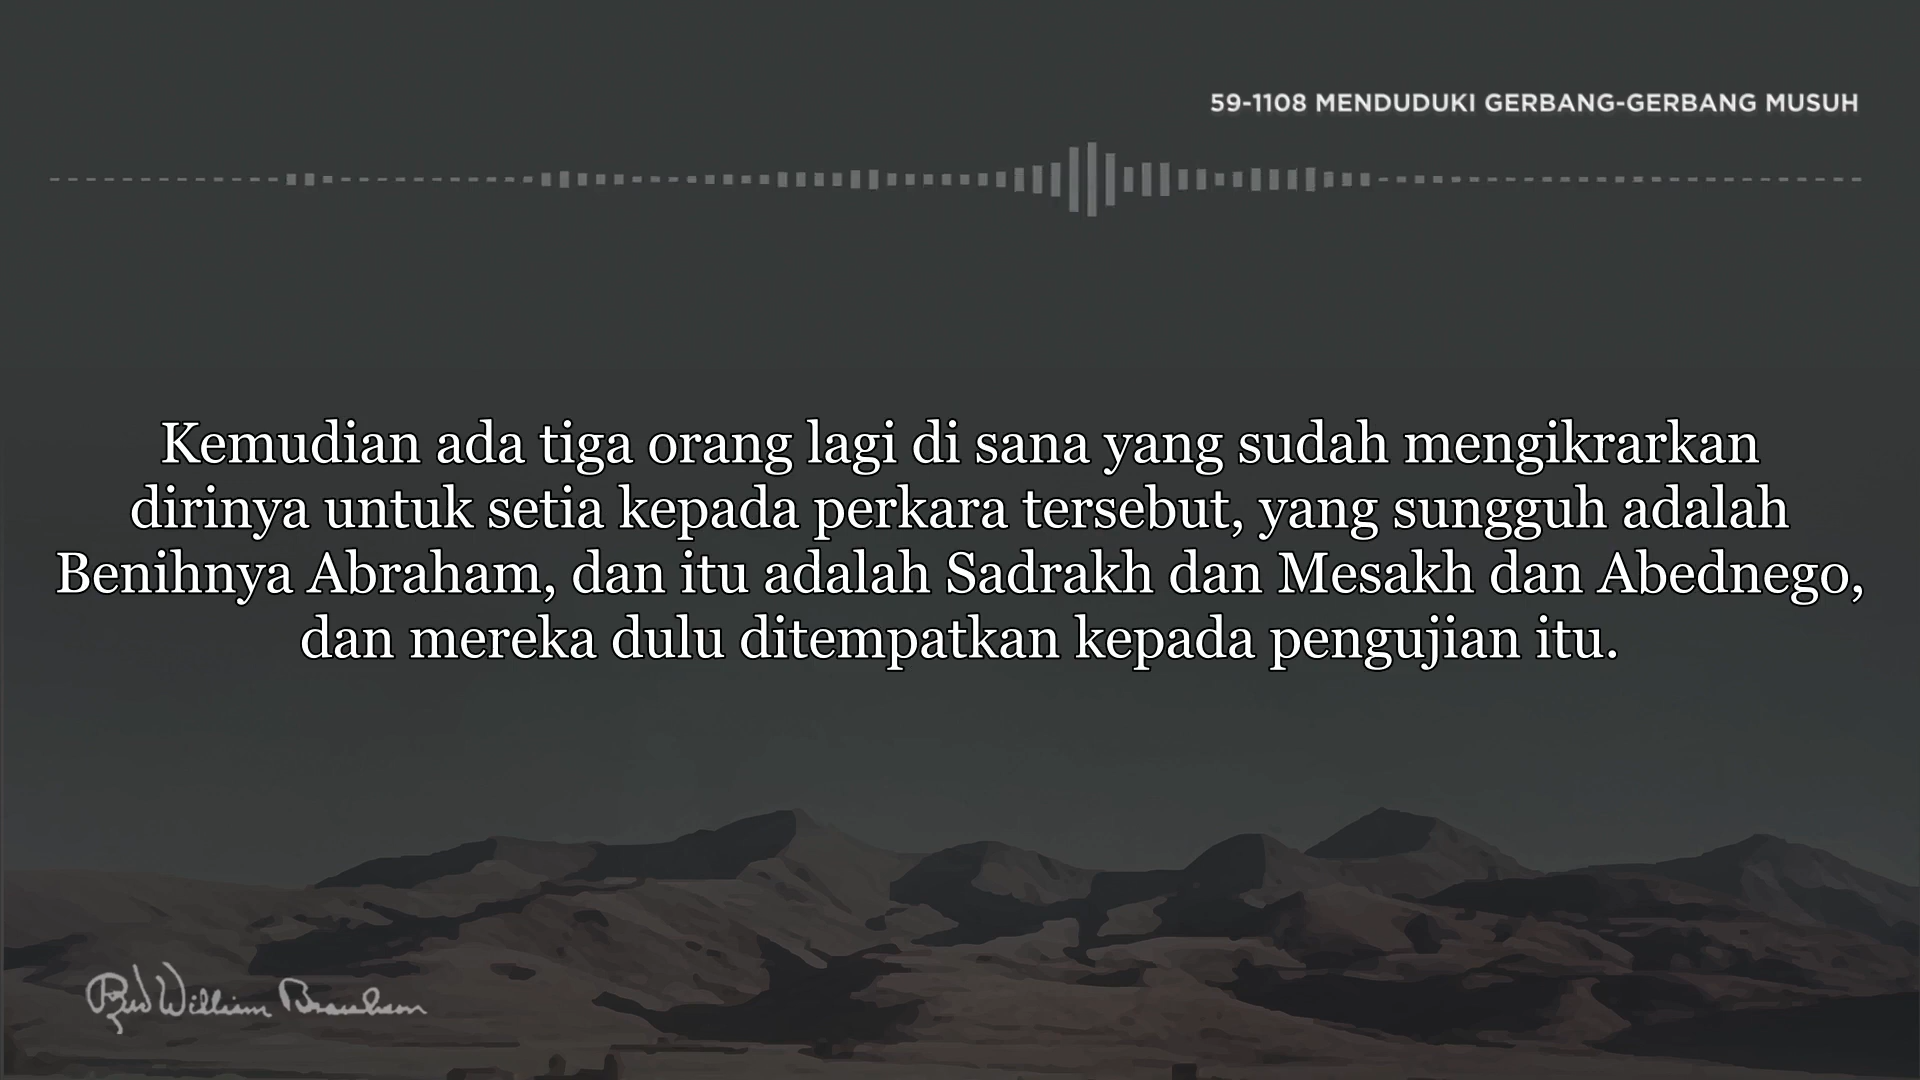 59-1108 MENDUDUKI GERBANG-GERBANG MUSUH
Kemudian ada tiga orang lagi di sana yang sudah mengikrarkan
dirinya untuk setia kepada perkara tersebut, yang sungguh adalah
Benihnya Abraham, dan itu adalah Sadrakh dan Mesakh dan Abednego,
dan mereka dulu ditempatkan kepada pengujian itu.
William Branham